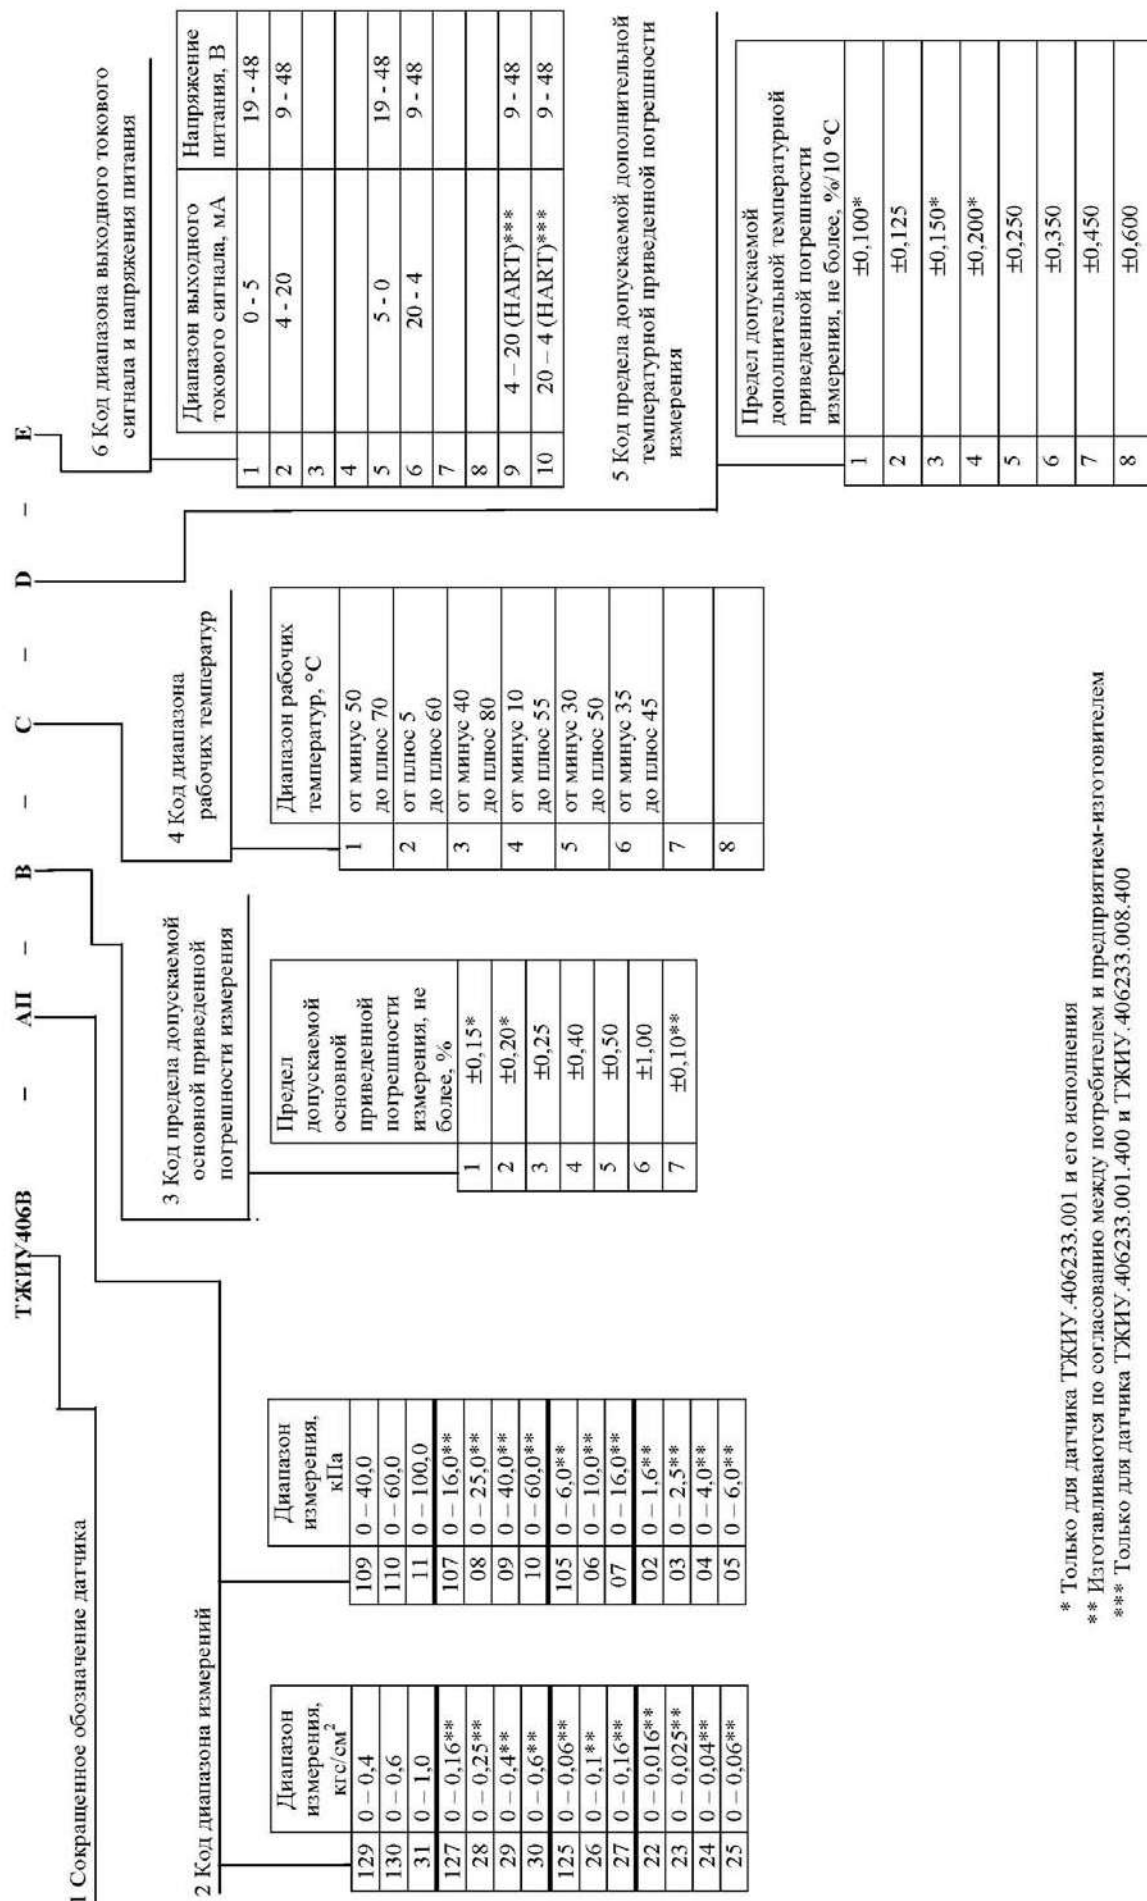 ТЖИУ406В – АП – В – С – D – Е
1 Сокращенное обозначение датчика
2 Код диапазона измерений
Диапазон
измерения,
кгс/см²
129 0 – 0,4
130 0 – 0,6
31 0 – 1,0
127 0 – 0,16**
28 0 – 0,25**
29 0 – 0,4**
30 0 – 0,6**
125 0 – 0,06**
26 0 – 0,1**
27 0 – 0,16**
22 0 – 0,016**
23 0 – 0,025**
24 0 – 0,04**
25 0 – 0,06**
Диапазон
измерения,
кПа
109 0 – 40,0
110 0 – 60,0
11 0 – 100,0
107 0 – 16,0**
08 0 – 25,0**
09 0 – 40,0**
10 0 – 60,0**
105 0 – 6,0**
06 0 – 10,0**
07 0 – 16,0**
02 0 – 1,6**
03 0 – 2,5**
04 0 – 4,0**
05 0 – 6,0**
3 Код предела допускаемой
основной приведенной
погрешности измерения
Предел
допускаемой
основной
приведенной
погрешности
измерения, не
более, %
1 ±0,15*
2 ±0,20*
3 ±0,25
4 ±0,40
5 ±0,50
6 ±1,00
7 ±0,10**
4 Код диапазона
рабочих температур
Диапазон рабочих
температур, °С
1 от минус 50
до плюс 70
2 от плюс 5
до плюс 60
3 от минус 40
до плюс 80
4 от минус 10
до плюс 55
5 от минус 30
до плюс 50
6 от минус 35
до плюс 45
7
8
6 Код диапазона выходного токового
сигнала и напряжения питания
Диапазон выходного
токового сигнала, мА
Напряжение
питания, В
1 0 - 5 19 - 48
2 4 - 20 9 - 48
3
4
5 5 - 0 19 - 48
6 20 - 4 9 - 48
7
8
9 4 – 20 (HART)*** 9 - 48
10 20 – 4 (HART)*** 9 - 48
5 Код предела допускаемой дополнительной
температурной приведенной погрешности
измерения
Предел допускаемой
дополнительной температурной
приведенной погрешности
измерения, не более, %/10 °С
1 ±0,100*
2 ±0,125
3 ±0,150*
4 ±0,200*
5 ±0,250
6 ±0,350
7 ±0,450
8 ±0,600
* Только для датчика ТЖИУ.406233.001 и его исполнения
** Изготавливаются по согласованию между потребителем и предприятием-изготовителем
*** Только для датчика ТЖИУ.406233.001.400 и ТЖИУ.406233.008.400